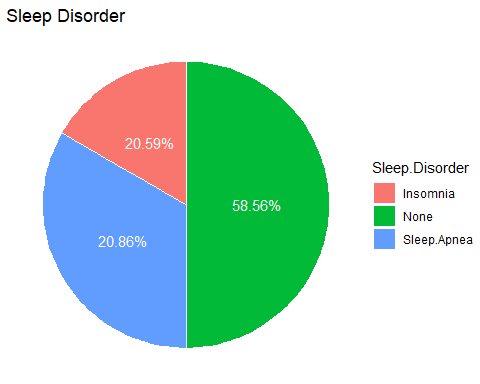 Sleep Disorder
20.59%
58.56%
20.86%
Sleep.Disorder
Insomnia
None
Sleep.Apnea